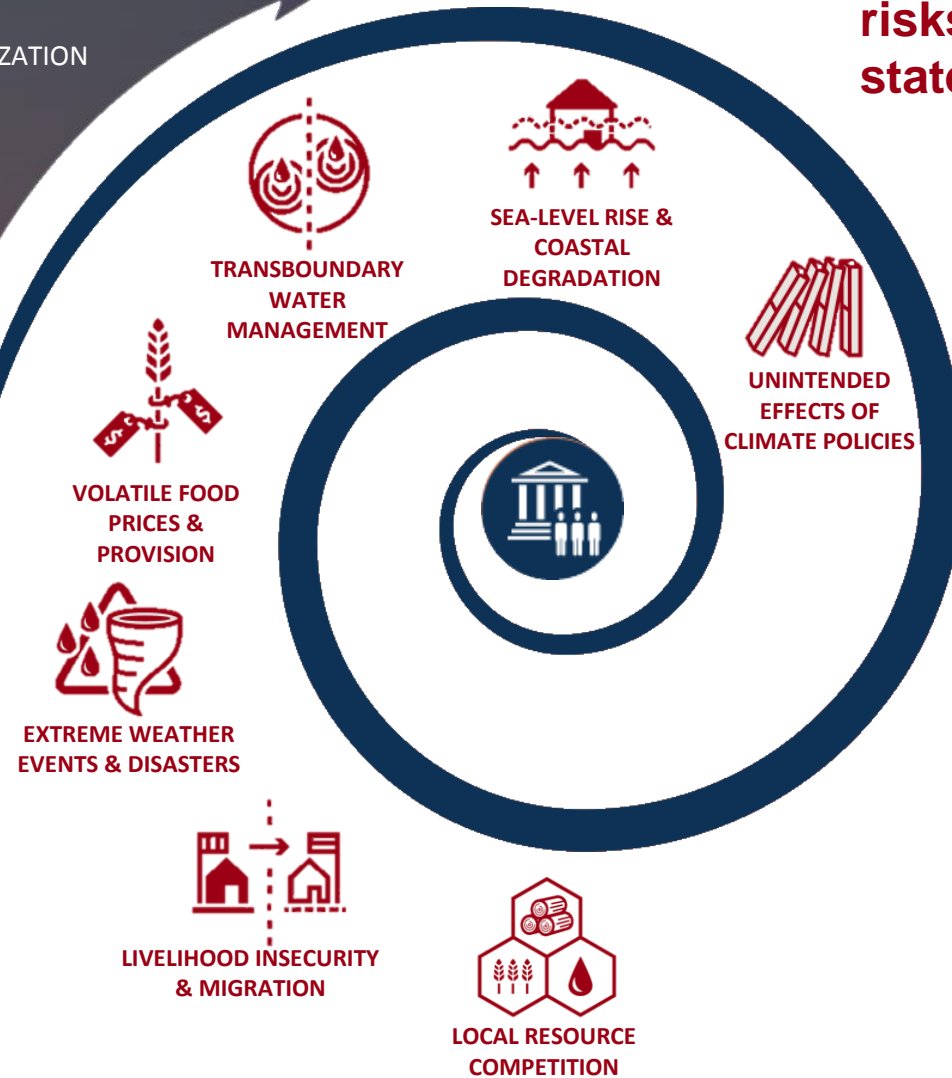 ZATION
risks
state
SEA-LEVEL RISE &
COASTAL
DEGRADATION
TRANSBOUNDARY
WATER
MANAGEMENT
UNINTENDED
EFFECTS OF
CLIMATE POLICIES
VOLATILE FOOD
PRICES &
PROVISION
EXTREME WEATHER
EVENTS & DISASTERS
LIVELIHOOD INSECURITY
& MIGRATION
LOCAL RESOURCE
COMPETITION